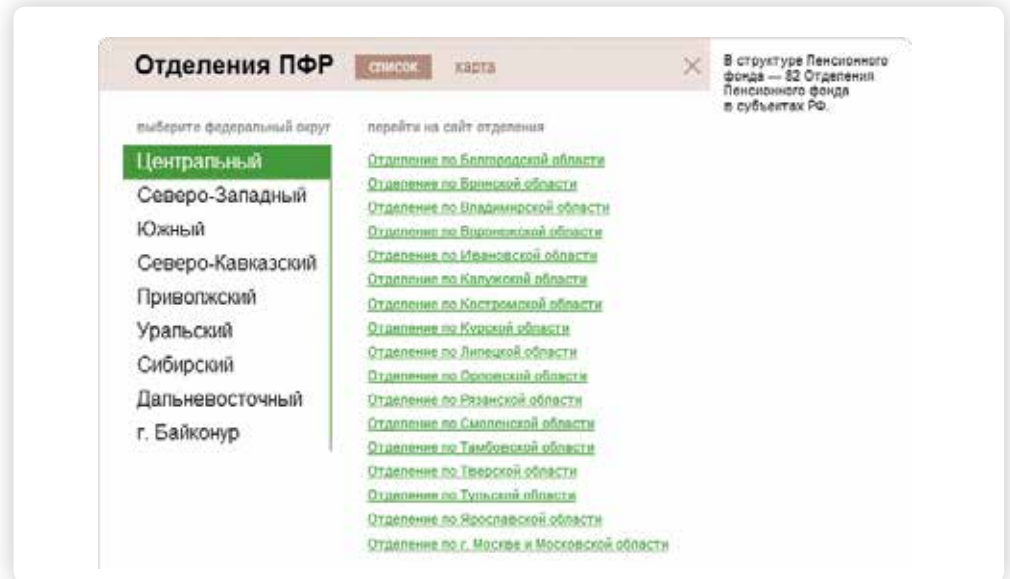 Отделения ПФР список карта
В структуре Пенсионного
фонда — 82 Отделения
Пенсионного фонда
в субъектах РФ.
выберите федеральный округ
Центральный
Северо-Западный
Южный
Северо-Кавказский
Приволжский
Уральский
Сибирский
Дальневосточный
г. Байконур
перейти на сайт отделения
Отделение по Белгородской области
Отделение по Брянской области
Отделение по Владимирской области
Отделение по Воронежской области
Отделение по Ивановской области
Отделение по Калужской области
Отделение по Костромской области
Отделение по Курской области
Отделение по Липецкой области
Отделение по Орловской области
Отделение по Рязанской области
Отделение по Смоленской области
Отделение по Тамбовской области
Отделение по Тверской области
Отделение по Тульской области
Отделение по Ярославской области
Отделение по г. Москве и Московской области